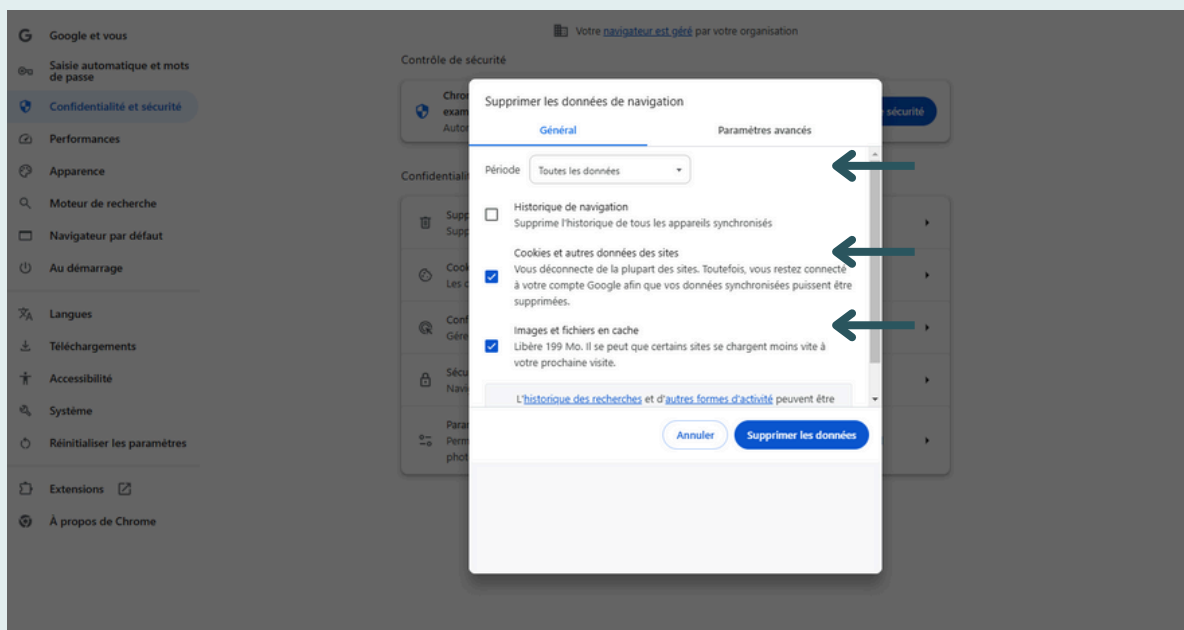 Votre navigateur est géré par votre organisation
Google et vous
Saisie automatique et mots
de passe
Confidentialité et sécurité
Performances
Apparence
Moteur de recherche
Navigateur par défaut
Au démarrage
Langues
Téléchargements
Accessibilité
Système
Réinitialiser les paramètres
Extensions
À propos de Chrome
Contrôle de sécurité
sécurité
Supprimer les données de navigation
Général
Paramètres avancés
Période
Toutes les données
Historique de navigation
Supprime l'historique de tous les appareils synchronisés
Cookies et autres données des sites
Vous déconnecte de la plupart des sites. Toutefois, vous restez connecté
à votre compte Google afin que vos données synchronisées puissent être
supprimées.
Images et fichiers en cache
Libère 199 Mo. Il se peut que certains sites se chargent moins vite à
votre prochaine visite.
L'historique des recherches et d'autres formes d'activité peuvent être
Annuler
Supprimer les données